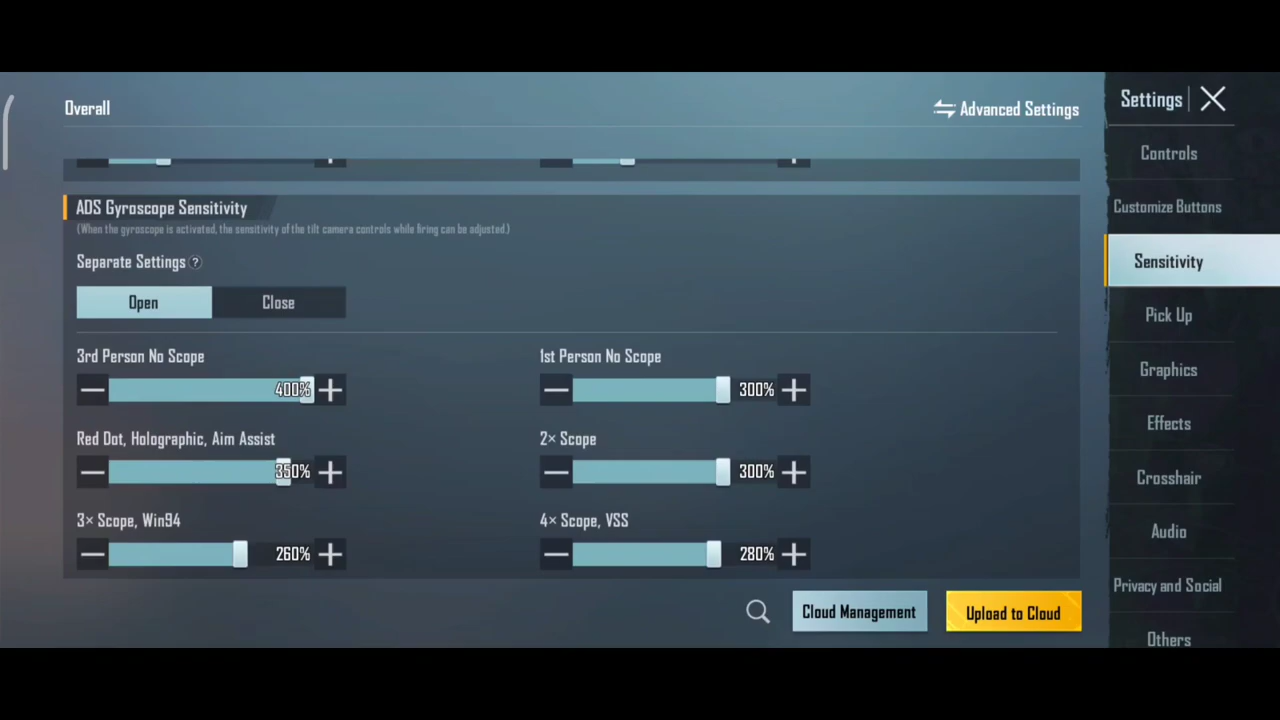 Overall
Advanced Settings
Settings
ADS Gyroscope Sensitivity
(When the gyroscope is activated, the sensitivity of the tilt camera controls while firing can be adjusted.)
Separate Settings ?
Open Close
3rd Person No Scope
400%
1st Person No Scope
300%
Red Dot, Holographic, Aim Assist
350%
2× Scope
300%
3× Scope, Win94
260%
4× Scope, VSS
280%
Cloud Management
Upload to Cloud
Controls
Customize Buttons
Sensitivity
Pick Up
Graphics
Effects
Crosshair
Audio
Privacy and Social
Others